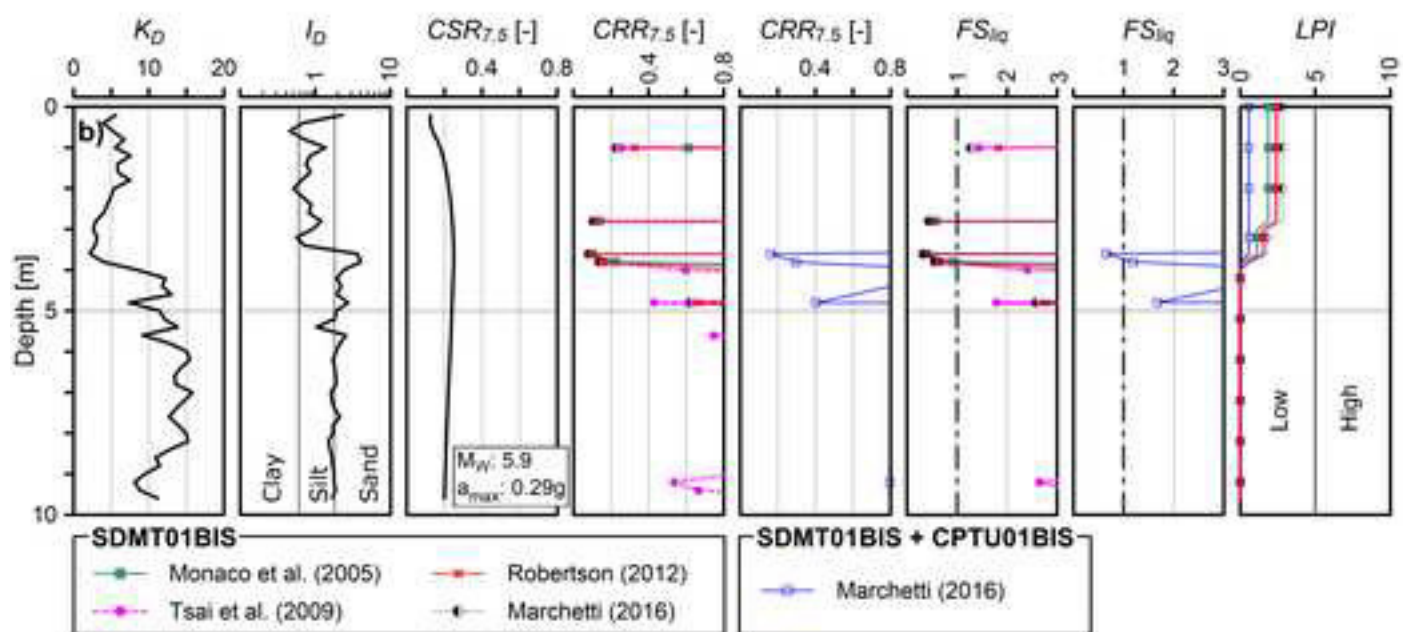 K_D I_D CSR_7.5 [-] CRR_7.5 [-] CRR_7.5 [-] FS_liq FS_liq LPI
0 10 20 1 10 0.4 0.8 0.4 0.8 0.4 0.8 1 2 3 1 2 3 0 5 10
0
b)
Depth [m]
5
10
Clay
Silt
Sand
M_W: 5.9
a_max: 0.29g
Low
High
SDMT01BIS
Monaco et al. (2005)
Robertson (2012)
Tsai et al. (2009)
Marchetti (2016)
SDMT01BIS + CPTU01BIS
Marchetti (2016)